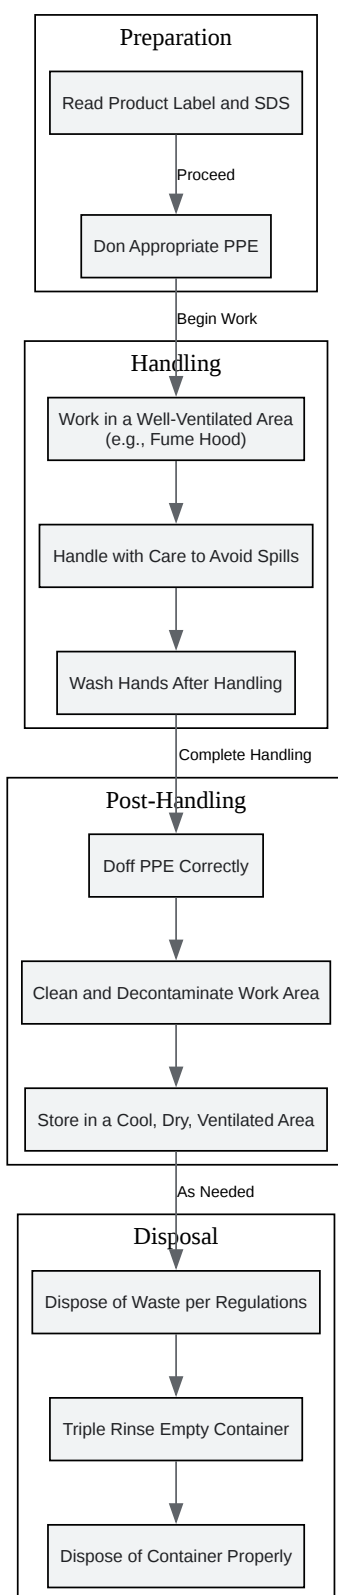 Preparation
Read Product Label and SDS
Proceed
Don Appropriate PPE
Begin Work
Handling
Work in a Well-Ventilated Area
(e.g., Fume Hood)
Handle with Care to Avoid Spills
Wash Hands After Handling
Complete Handling
Post-Handling
Doff PPE Correctly
Clean and Decontaminate Work Area
Store in a Cool, Dry, Ventilated Area
As Needed
Disposal
Dispose of Waste per Regulations
Triple Rinse Empty Container
Dispose of Container Properly